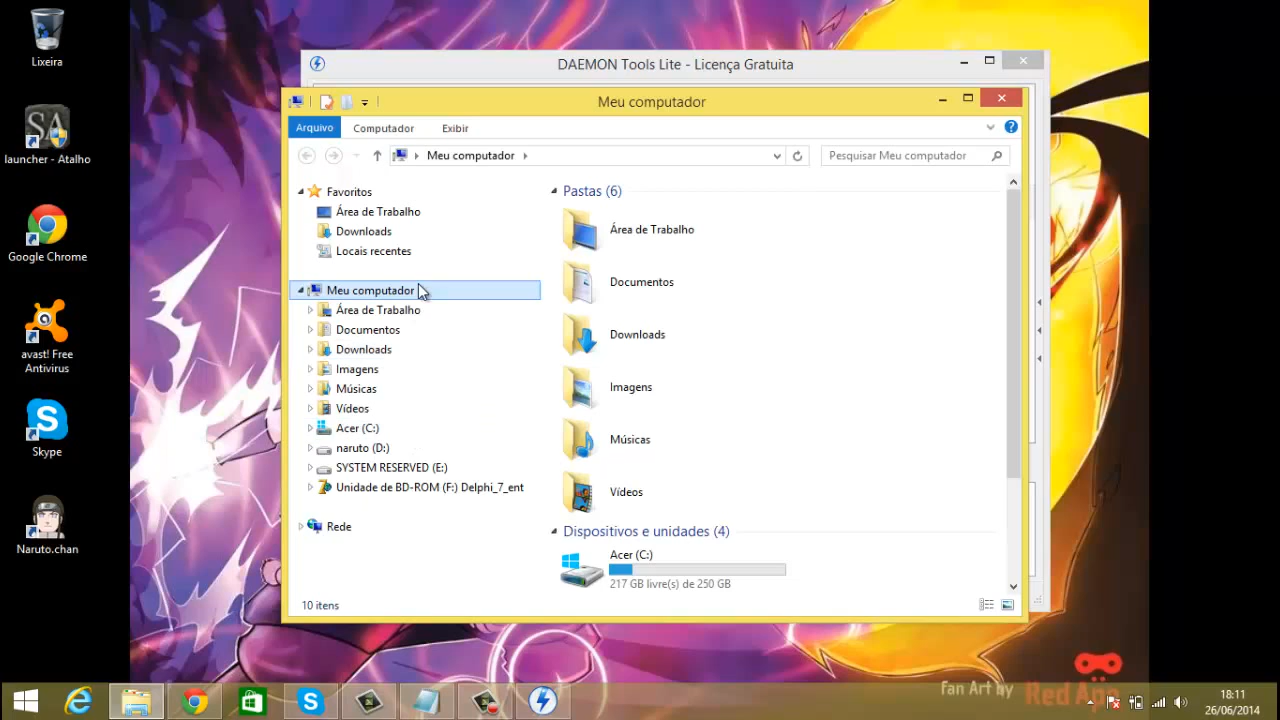 Lixeira
launcher - Atalho
Google Chrome
avast! Free
Antivirus
Skype
Naruto.chan
DAEMON Tools Lite - Licença Gratuita
Meu computador
Arquivo
Computador
Exibir
Meu computador
Pesquisar Meu computador
Favoritos
Área de Trabalho
Downloads
Locais recentes
Meu computador
Área de Trabalho
Documentos
Downloads
Imagens
Músicas
Vídeos
Acer (C:)
naruto (D:)
SYSTEM RESERVED (E:)
Unidade de BD-ROM (F:) Delphi_7_ent
Rede
Pastas (6)
Área de Trabalho
Documentos
Downloads
Imagens
Músicas
Vídeos
Dispositivos e unidades (4)
Acer (C:)
217 GB livre(s) de 250 GB
10 itens
Fan Art by
18:11
26/06/2014